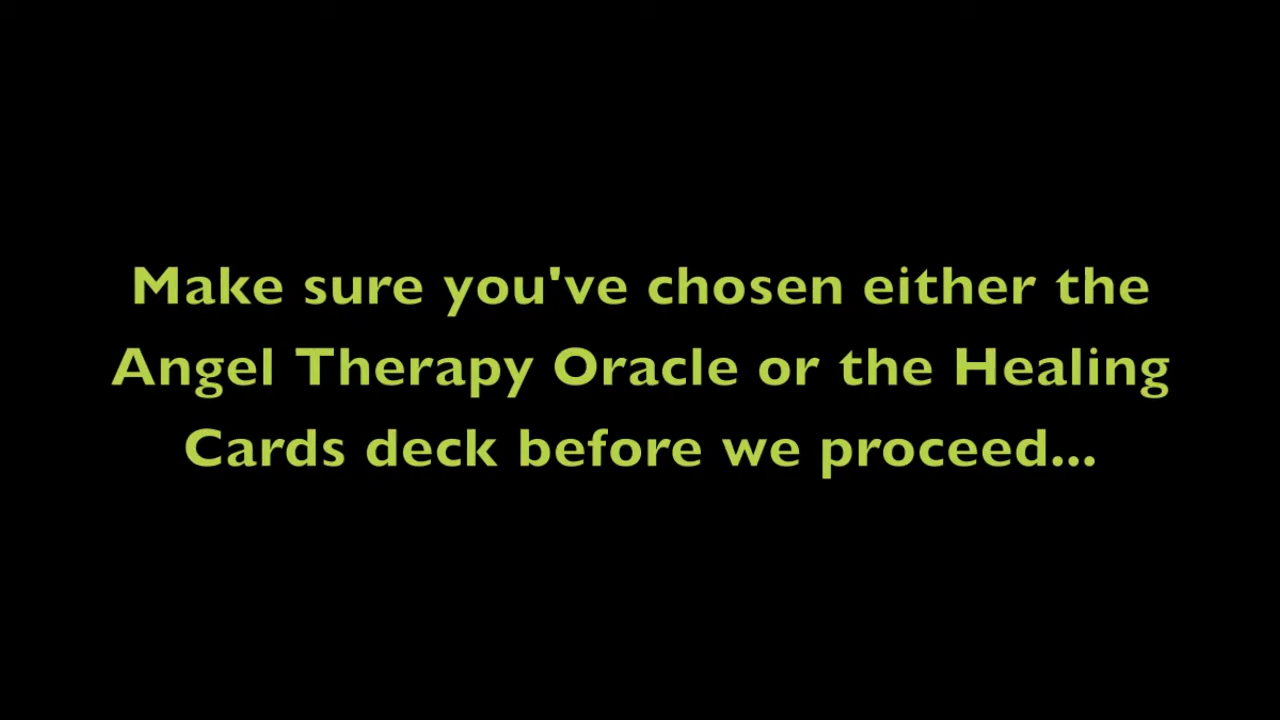 Make sure you've chosen either the
Angel Therapy Oracle or the Healing
Cards deck before we proceed...